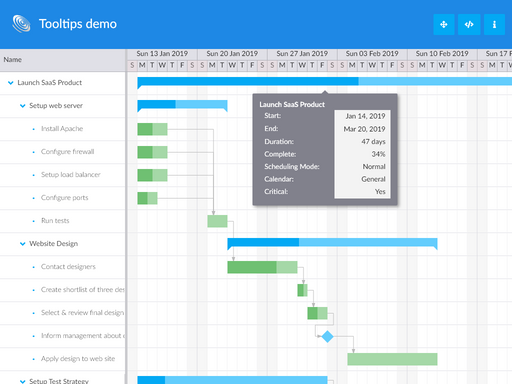 Tooltips demo
Name
Sun 13 Jan 2019 Sun 20 Jan 2019 Sun 27 Jan 2019 Sun 03 Feb 2019 Sun 10 Feb 2019 Sun 17 F
S M T W T F S S M T W T F S S M T W T F S S M T W T F S S M T W T F S S M T W
Launch SaaS Product
Setup web server
Install Apache
Configure firewall
Setup load balancer
Configure ports
Run tests
Website Design
Contact designers
Create shortlist of three des
Select & review final design
Inform management about
Apply design to web site
Setup Test Strategy
Launch SaaS Product
Start: Jan 14, 2019
End: Mar 20, 2019
Duration: 47 days
Complete: 34%
Scheduling Mode: Normal
Calendar: General
Critical: Yes